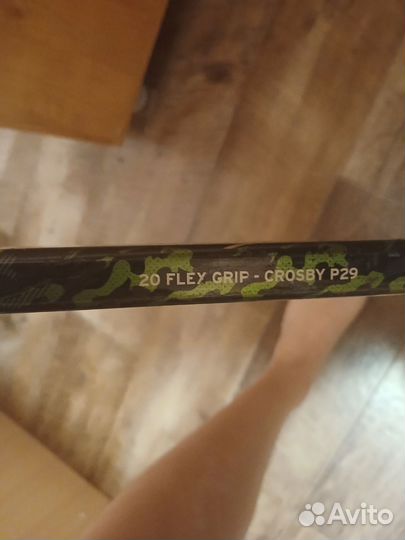 20 FLEX GRIP - CROSBY P29
Avito